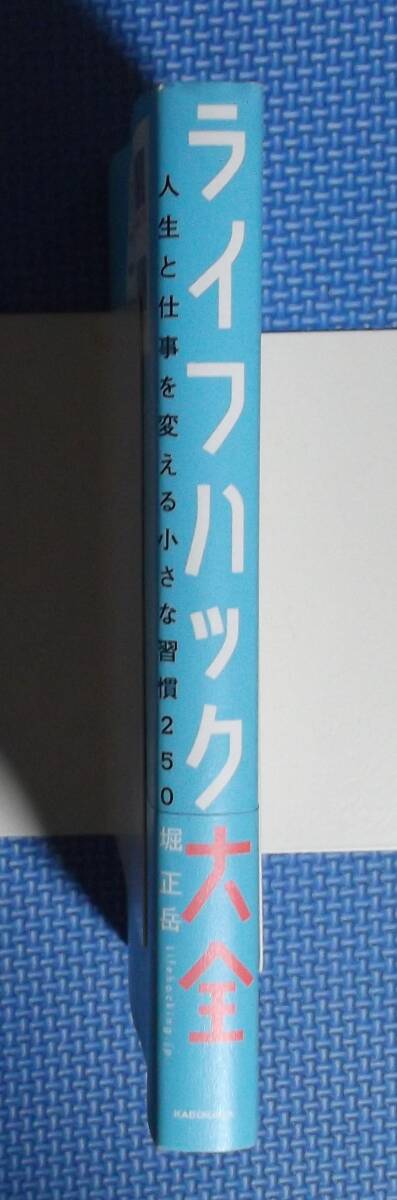 ライフハック大全
人生と仕事を変える小さな習慣250
堀 正岳
lifehacking.jp
KADOKAWA